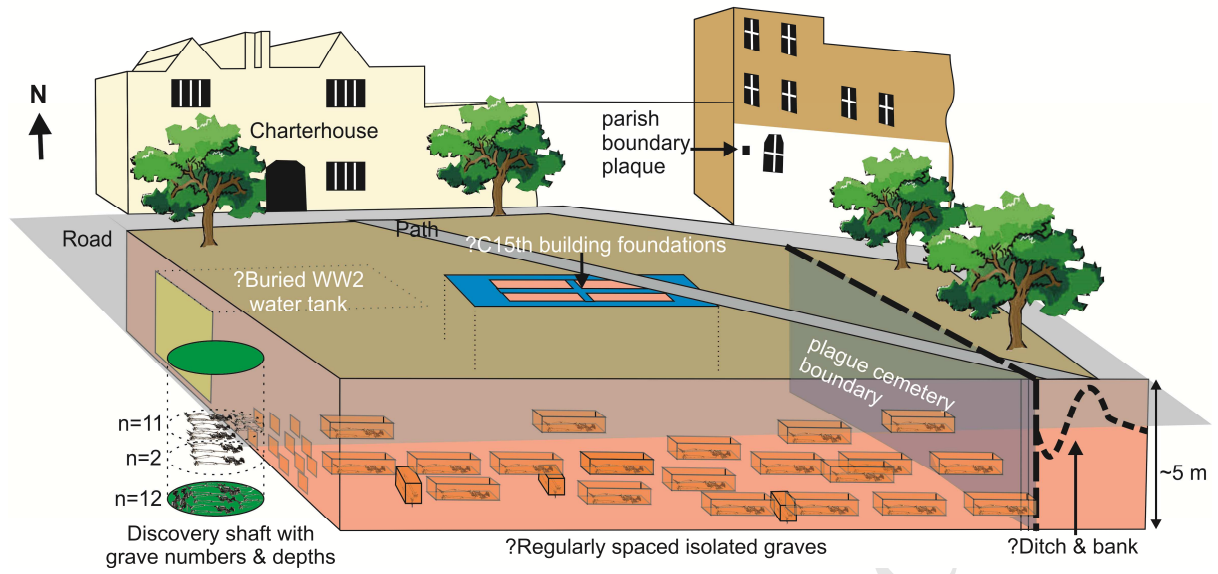 N
Charterhouse
parish
boundary
plaque
Road
Path
?C15th building foundations
?Buried WW2
water tank
plague cemetery
boundary
n=11
n=2
n=12
~5 m
Discovery shaft with
grave numbers & depths
?Regularly spaced isolated graves
?Ditch & bank